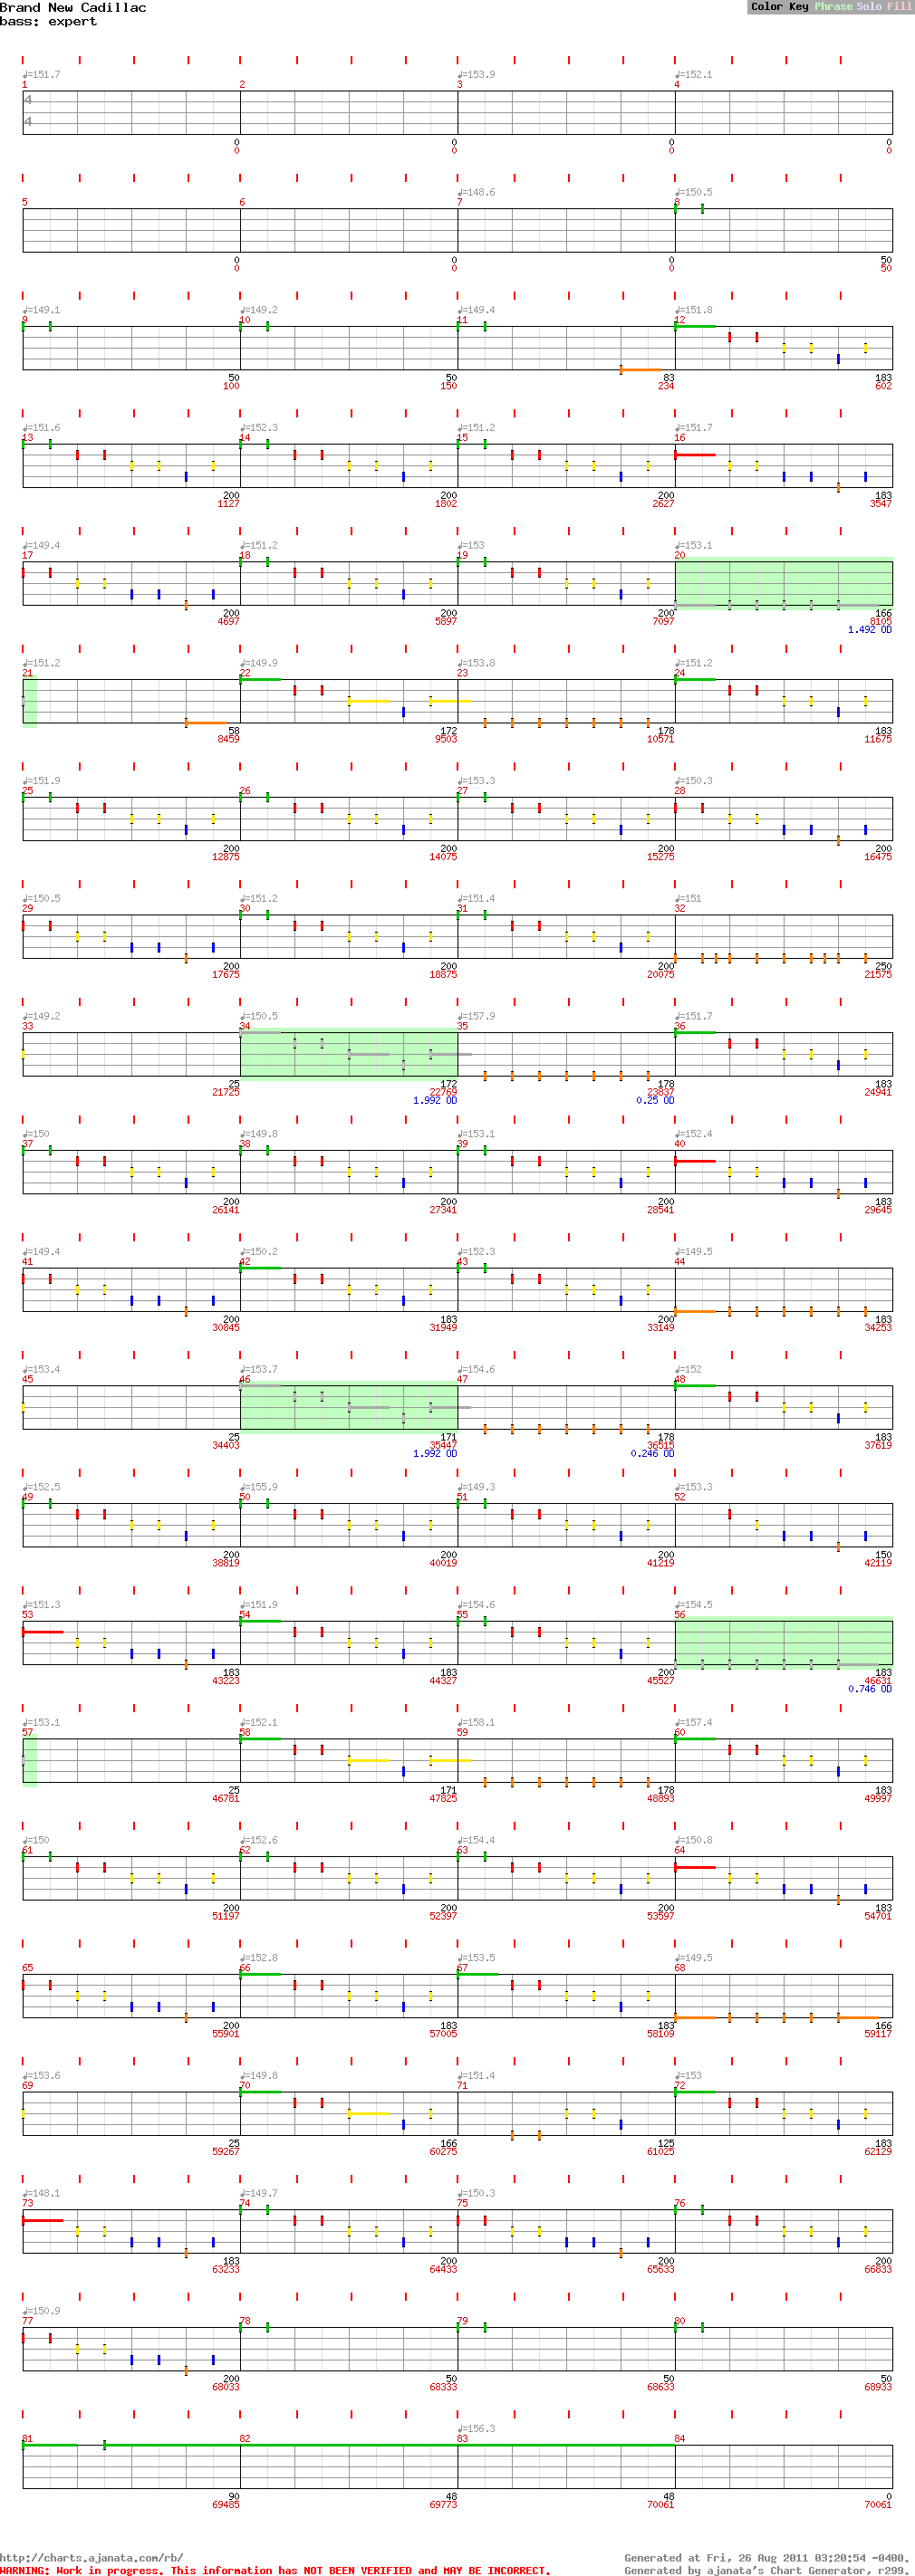 Brand New Cadillac
Color Key Phrase Solo Fill
bass: expert
♩=151.7 ♩=153.9 ♩=152.1
1 2 3 4
4
4
0 0 0 0
0 0 0 0
♩=148.6 ♩=150.5
5 6 7 8
0 0 0 50
0 0 0 50
♩=149.1 ♩=149.2 ♩=149.4 ♩=151.8
9 10 11 12
50 50 83 183
100 150 234 602
♩=151.6 ♩=152.3 ♩=151.2 ♩=151.7
13 14 15 16
200 200 200 183
1127 1802 2627 3547
♩=149.4 ♩=151.2 ♩=153 ♩=153.1
17 18 19 20
200 200 200 166
4697 5897 7097 8105
1.492 OD
♩=151.2 ♩=149.9 ♩=153.8 ♩=151.2
21 22 23 24
58 172 178 183
8459 9503 10571 11675
♩=151.9 ♩=153.3 ♩=150.3
25 26 27 28
200 200 200 200
12875 14075 15275 16475
♩=150.5 ♩=151.2 ♩=151.4 ♩=151
29 30 31 32
200 200 200 250
17675 18875 20075 21575
♩=149.2 ♩=150.5 ♩=157.9 ♩=151.7
33 34 35 36
25 172 178 183
21725 22769 23837 24941
1.992 OD 0.25 OD
♩=150 ♩=149.8 ♩=153.1 ♩=152.4
37 38 39 40
200 200 200 183
26141 27341 28541 29645
♩=149.4 ♩=150.2 ♩=152.3 ♩=149.5
41 42 43 44
200 183 200 183
30845 31949 33149 34253
♩=153.4 ♩=153.7 ♩=154.6 ♩=152
45 46 47 48
25 171 178 183
34403 35447 36515 37619
1.992 OD 0.246 OD
♩=152.5 ♩=155.9 ♩=149.3 ♩=153.3
49 50 51 52
200 200 200 150
38819 40019 41219 42119
♩=151.3 ♩=151.9 ♩=154.6 ♩=154.5
53 54 55 56
183 183 200 183
43223 44327 45527 46631
0.746 OD
♩=153.1 ♩=152.1 ♩=158.1 ♩=157.4
57 58 59 60
25 171 178 183
46781 47825 48893 49997
♩=150 ♩=152.6 ♩=154.4 ♩=150.8
61 62 63 64
200 200 200 183
51197 52397 53597 54701
♩=152.8 ♩=153.5 ♩=149.5
65 66 67 68
200 183 183 166
55901 57005 58109 59117
♩=153.6 ♩=149.8 ♩=151.4 ♩=153
69 70 71 72
25 166 125 183
59267 60275 61025 62129
♩=148.1 ♩=149.7 ♩=150.3
73 74 75 76
183 200 200 200
63233 64433 65633 66833
♩=150.9
77 78 79 80
200 50 50 50
68033 68333 68633 68933
♩=156.3
81 82 83 84
90 48 48 0
69485 69773 70061 70061
http://charts.ajanata.com/rb/
Generated at Fri, 26 Aug 2011 03:20:54 -0400.
WARNING: Work in progress. This information has NOT BEEN VERIFIED and MAY BE INCORRECT.
Generated by ajanata's Chart Generator, r299.